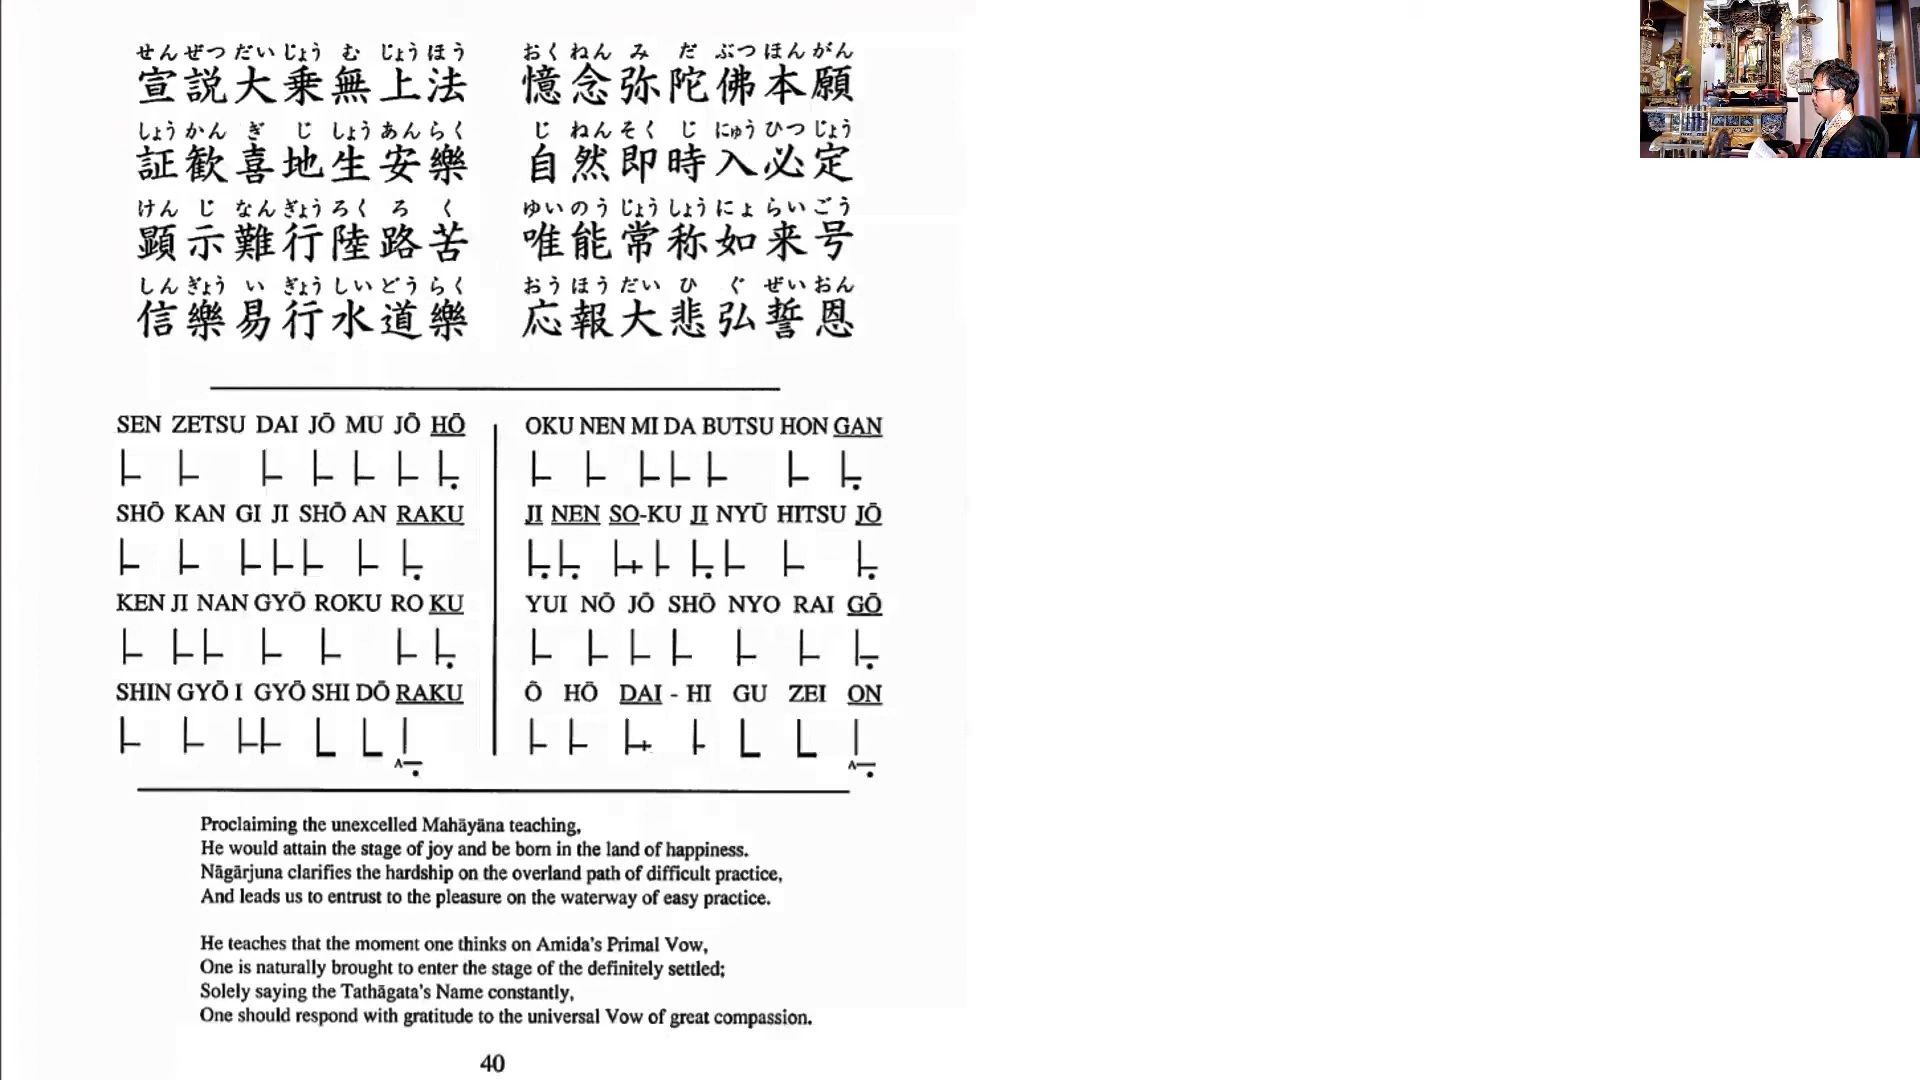 せんぜつだいじょうむじょうほう
宣説大乗無上法
しょうかんぎじしょうあんらく
証歓喜地生安樂
けんじなんぎょうろくろく
顕示難行陸路苦
しんぎょういぎょうしいどうらく
信樂易行水道樂
おくねんみだぶつほんがん
憶念弥陀佛本願
じねんそくじにゅうひつじょう
自然即時入必定
ゆいのうじょうしょうにょらいごう
唯能常称如来号
おうほうだいひぐぜいおん
応報大悲弘誓恩
SEN ZETSU DAI JŌ MU JŌ HŌ
SHŌ KAN GI JI SHŌ AN RAKU
KEN JI NAN GYŌ ROKU RO KU
SHIN GYŌ I GYŌ SHI DŌ RAKU
OKU NEN MI DA BUTSU HON GAN
JI NEN SO-KU JI NYŪ HITSU JŌ
YUI NŌ JŌ SHŌ NYO RAI GŌ
Ō HŌ DAI - HI GU ZEI ON
Proclaiming the unexcelled Mahāyāna teaching,
He would attain the stage of joy and be born in the land of happiness.
Nāgārjuna clarifies the hardship on the overland path of difficult practice,
And leads us to entrust to the pleasure on the waterway of easy practice.
He teaches that the moment one thinks on Amida's Primal Vow,
One is naturally brought to enter the stage of the definitely settled;
Solely saying the Tathāgata's Name constantly,
One should respond with gratitude to the universal Vow of great compassion.
40